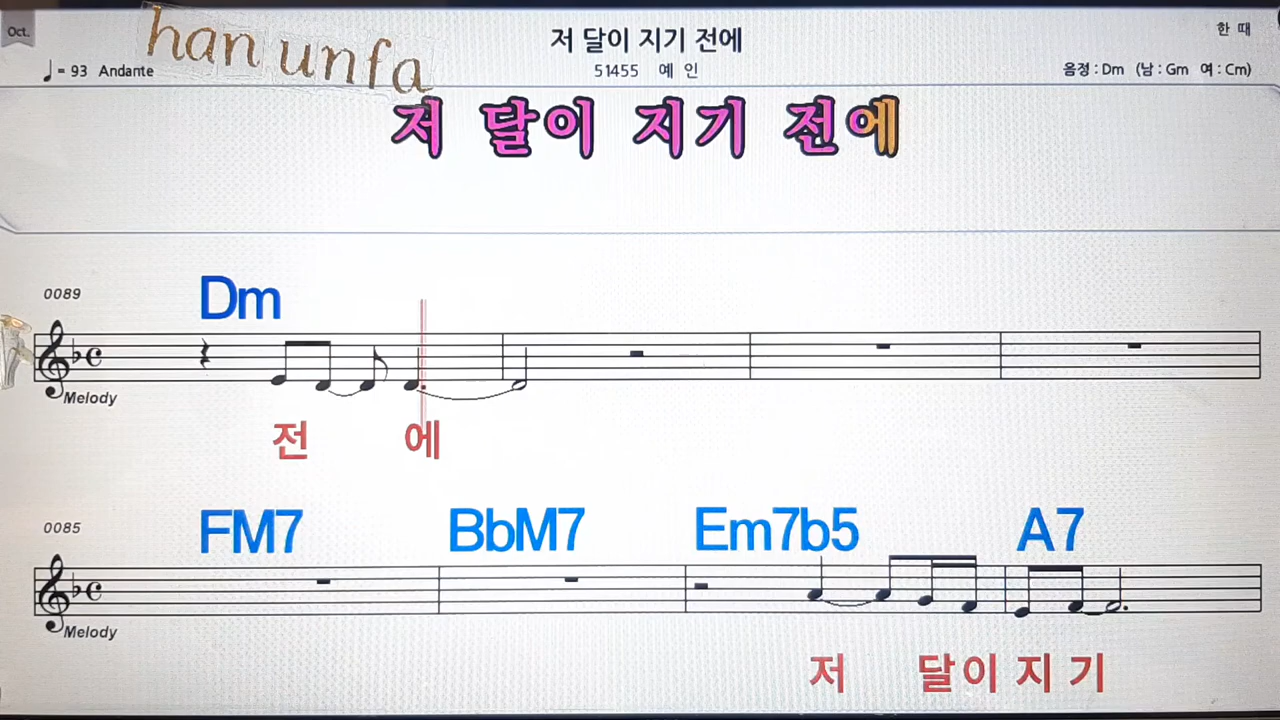 Oct.
han unfa
저 달이 지기 전에
한 때
♩= 93 Andante
51455 예 인
음정 : Dm (남 : Gm 여 : Cm)
저 달이 지기 전에
0089
Dm
Melody
전 에
0085
FM7 BbM7 Em7b5 A7
Melody
저 달이 지 기